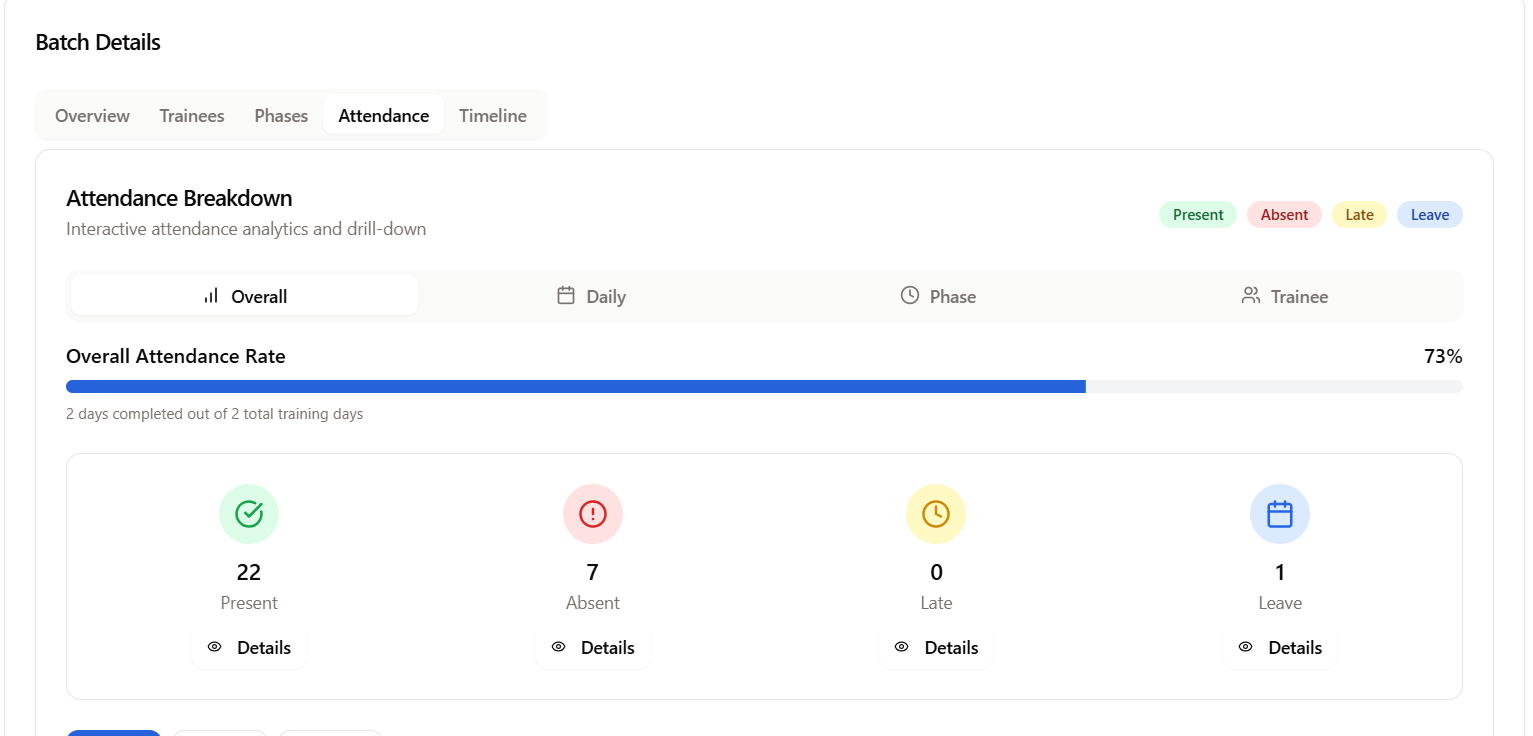 Batch Details
Overview Trainees Phases Attendance Timeline
Attendance Breakdown
Interactive attendance analytics and drill-down
Present Absent Late Leave
Overall Daily Phase Trainee
Overall Attendance Rate 73%
2 days completed out of 2 total training days
22 7 0 1
Present Absent Late Leave
Details Details Details Details